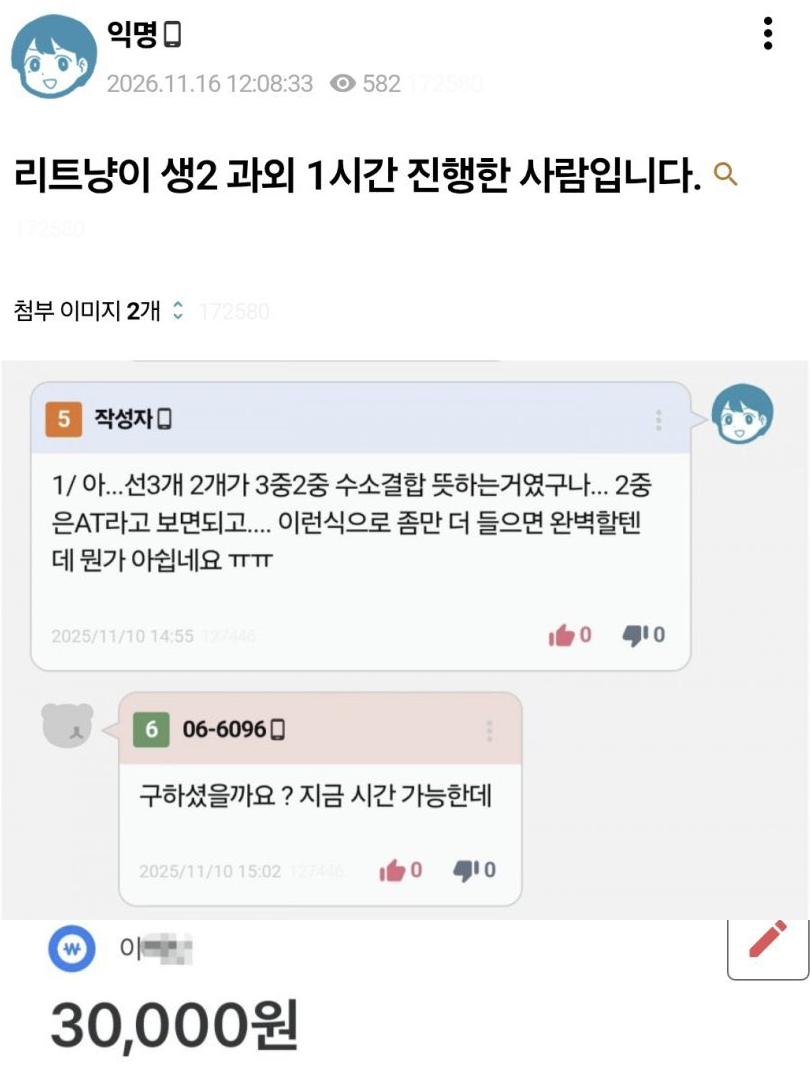 익명
2026.11.16 12:08:33 582 172580
리트냥이 생2 과외 1시간 진행한 사람입니다.
172580
첨부 이미지 2개 172580
5 작성자
1/ 아...선3개 2개가 3중2중 수소결합 뜻하는거였구나... 2중
은AT라고 보면되고.... 이런식으로 좀만 더 들으면 완벽할텐
데 뭔가 아쉽네요 ㅠㅠ
2025/11/10 14:55 127446
0 0
6 06-6096
구하셨을까요 ? 지금 시간 가능한데
2025/11/10 15:02 127446
0 0
₩ 이
30,000원